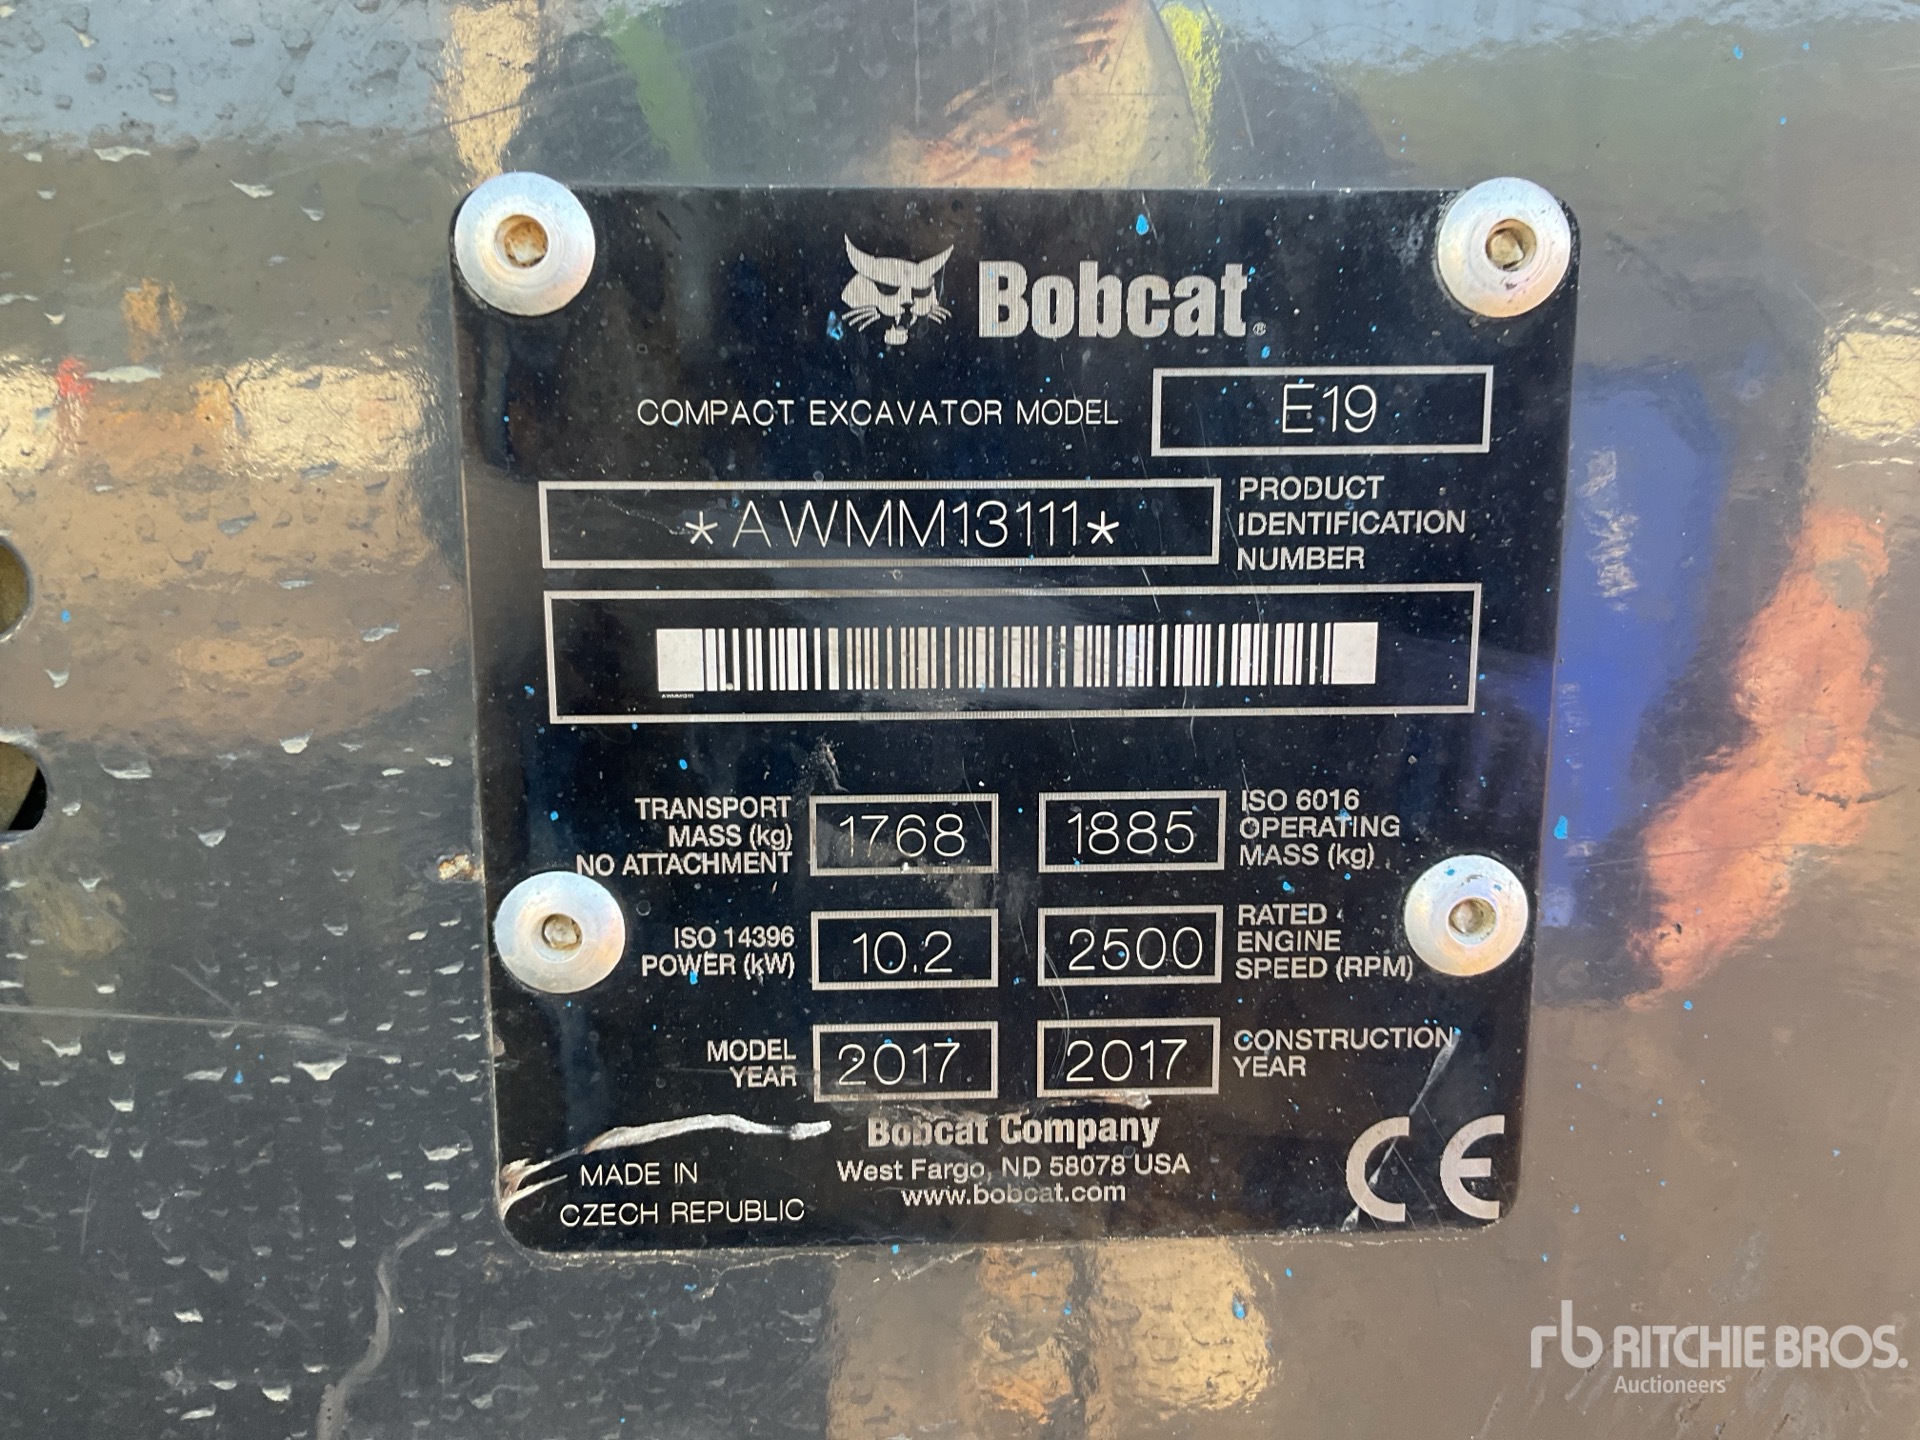 Bobcat®
COMPACT EXCAVATOR MODEL E19
*AWMM13111*
PRODUCT
IDENTIFICATION
NUMBER
AWMM13111
TRANSPORT
MASS (kg)
NO ATTACHMENT
1768
1885
ISO 6016
OPERATING
MASS (kg)
ISO 14396
POWER (kW)
10.2
2500
RATED
ENGINE
SPEED (RPM)
MODEL
YEAR
2017
2017
CONSTRUCTION
YEAR
MADE IN
CZECH REPUBLIC
Bobcat Company
West Fargo, ND 58078 USA
www.bobcat.com
CE
rb RITCHIE BROS.
Auctioneers